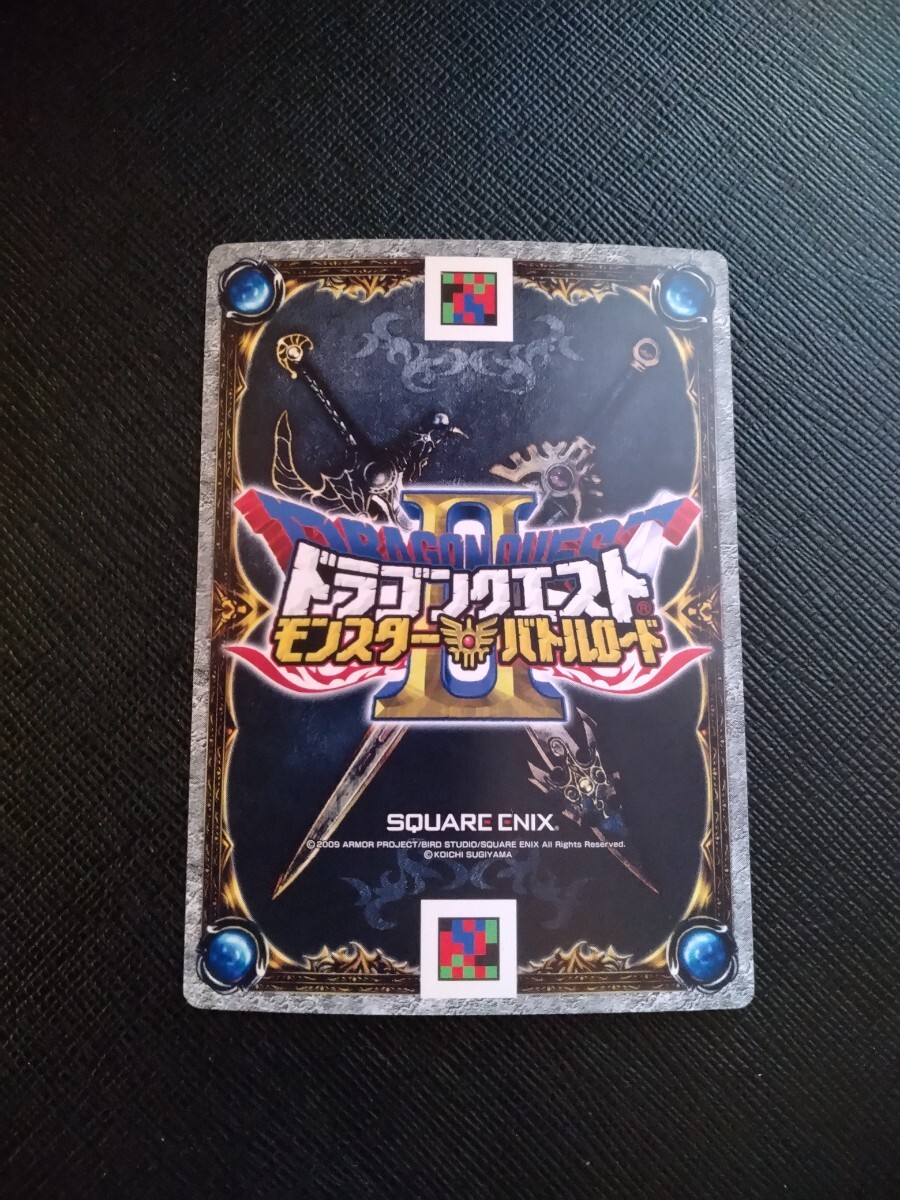 DRAGON QUEST
II
ドラゴンクエスト®
モンスターバトルロード
SQUARE ENIX®
©2009 ARMOR PROJECT/BIRD STUDIO/SQUARE ENIX All Rights Reserved.
©KOICHI SUGIYAMA